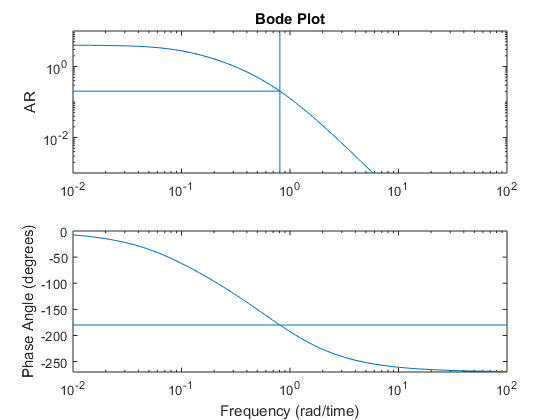 Bode Plot
AR
10^0
10^-2
10^-2 10^-1 10^0 10^1 10^2
Phase Angle (degrees)
0
-50
-100
-150
-200
-250
10^-2 10^-1 10^0 10^1 10^2
Frequency (rad/time)